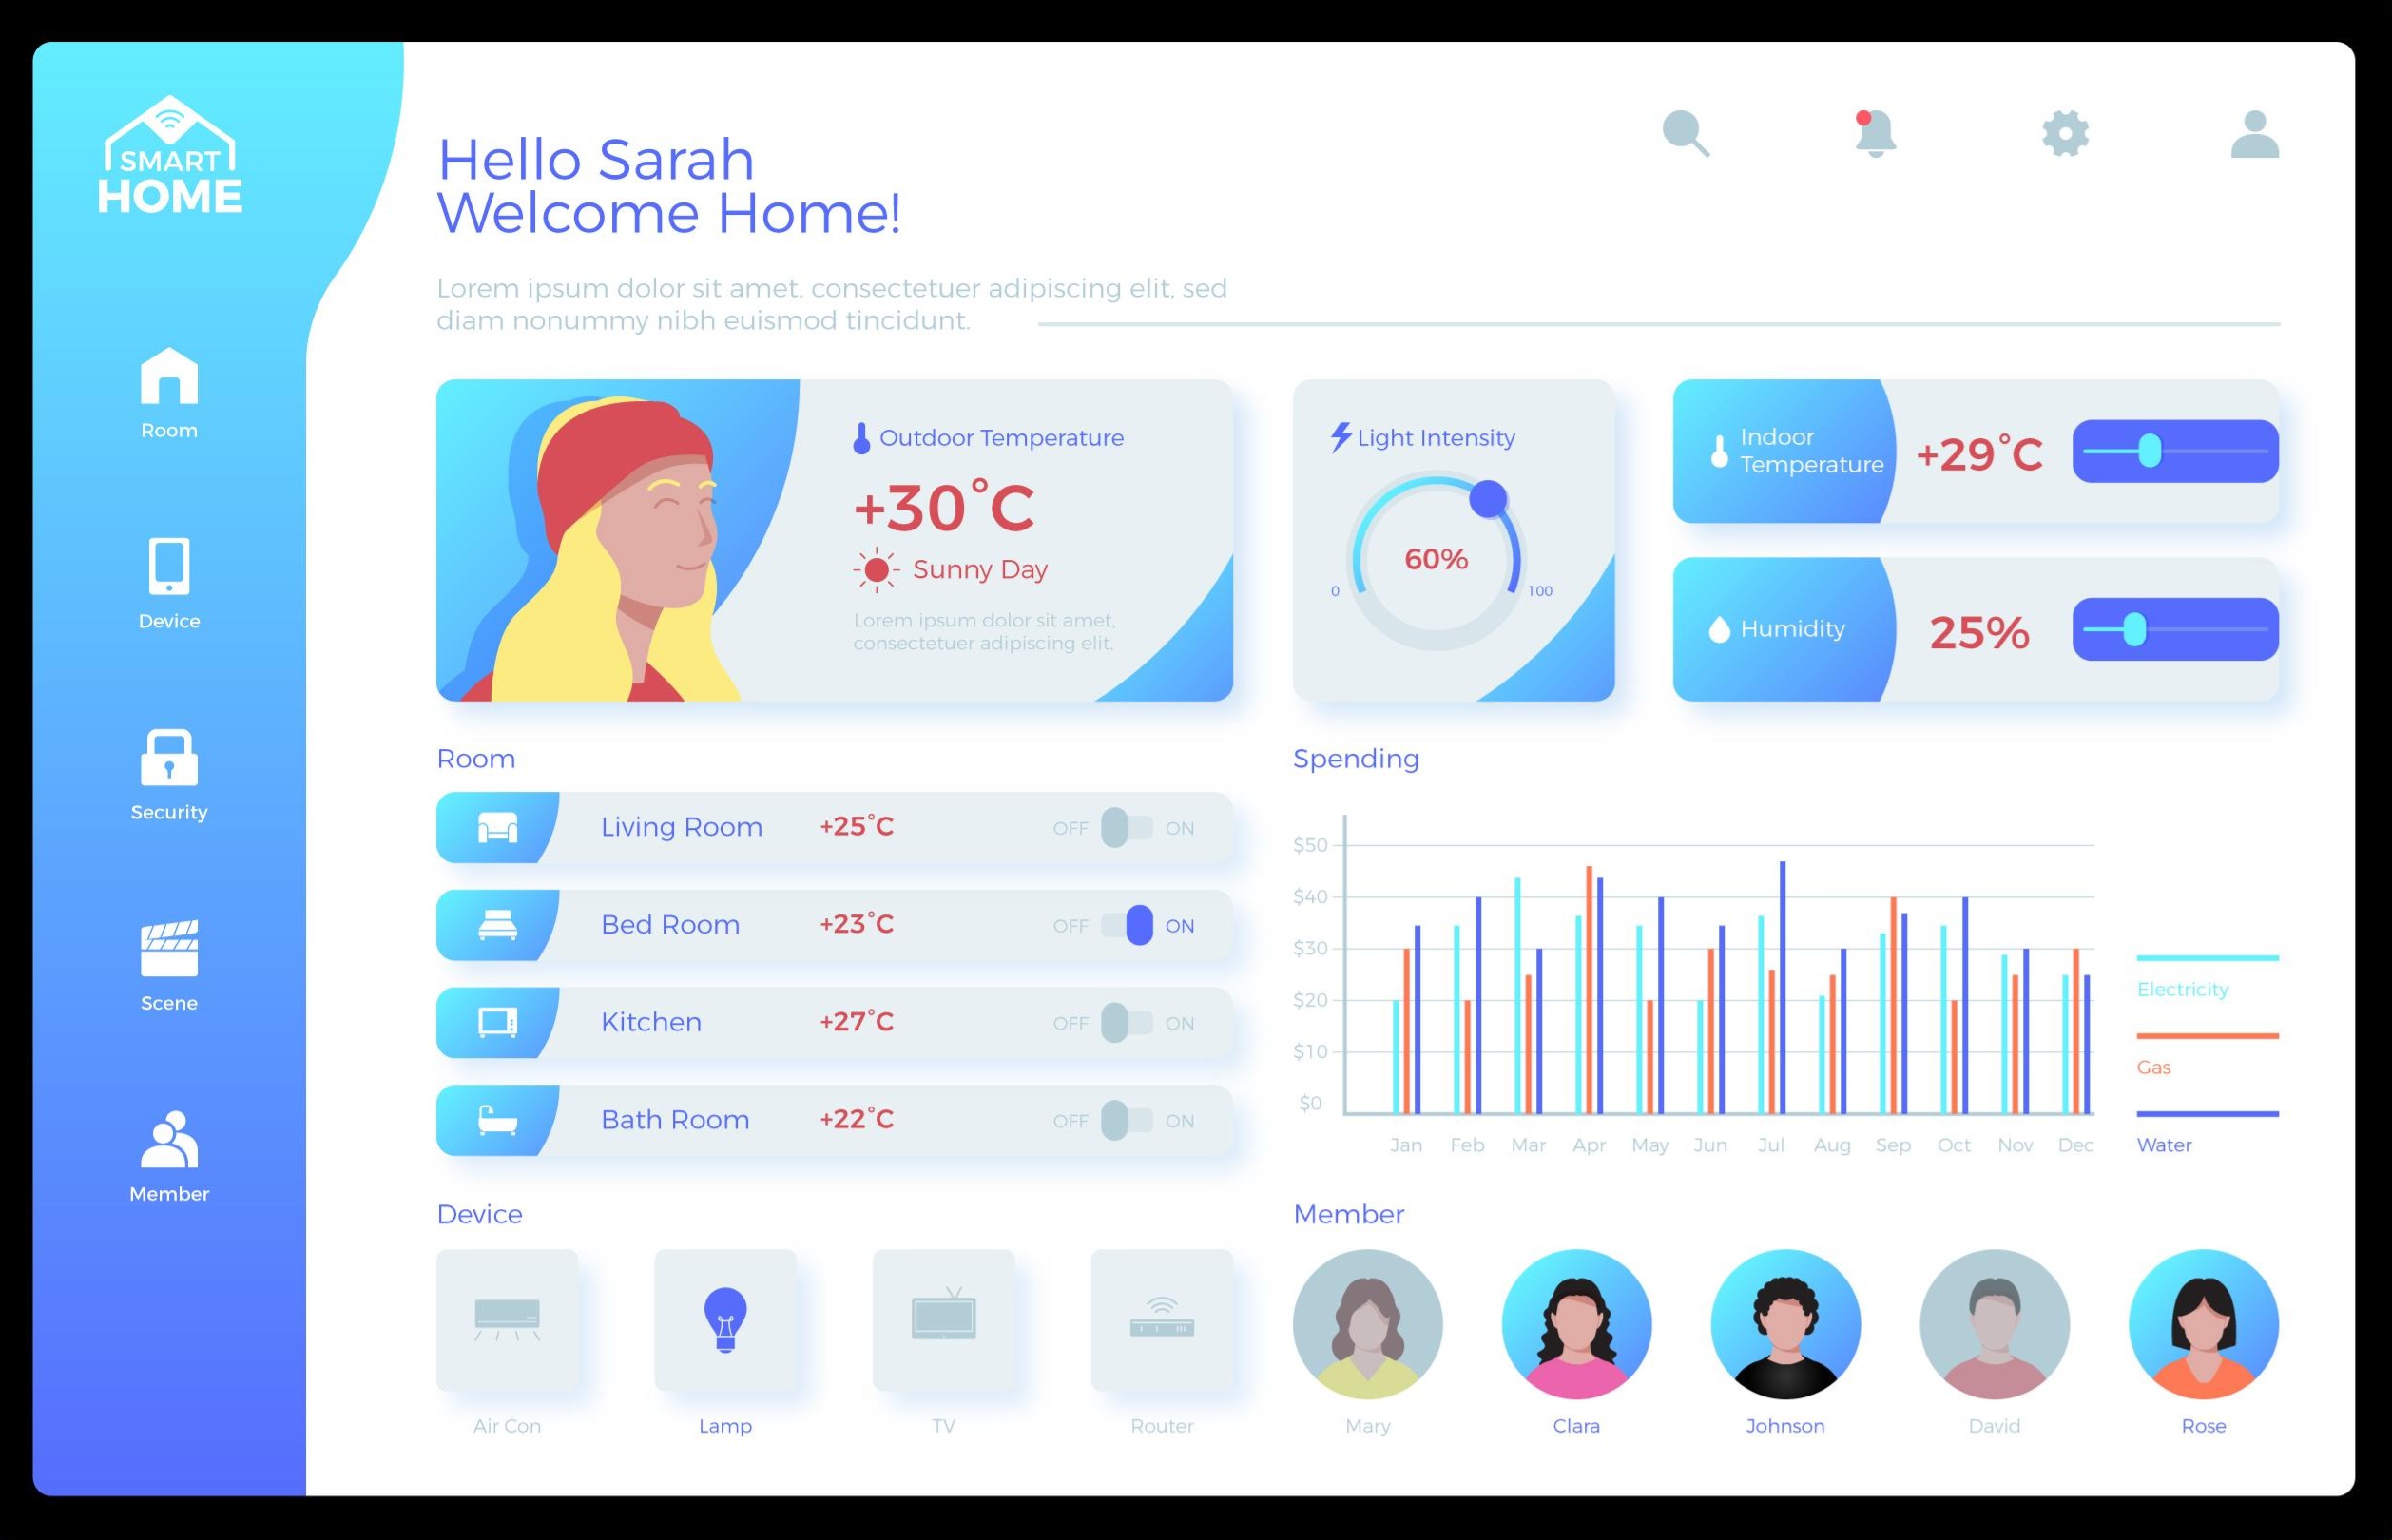 SMART
HOME
Room
Device
Security
Scene
Member
Hello Sarah
Welcome Home!
Lorem ipsum dolor sit amet, consectetuer adipiscing elit, sed
diam nonummy nibh euismod tincidunt.
Outdoor Temperature
+30°C
Sunny Day
Lorem ipsum dolor sit amet,
consectetuer adipiscing elit.
Light Intensity
60%
0
100
Indoor
Temperature
+29°C
Humidity
25%
Room
Living Room +25°C OFF ON
Bed Room +23°C OFF ON
Kitchen +27°C OFF ON
Bath Room +22°C OFF ON
Spending
$50
$40
$30
$20
$10
$0
Jan Feb Mar Apr May Jun Jul Aug Sep Oct Nov Dec
Electricity
Gas
Water
Device
Air Con Lamp TV Router
Member
Mary Clara Johnson David Rose